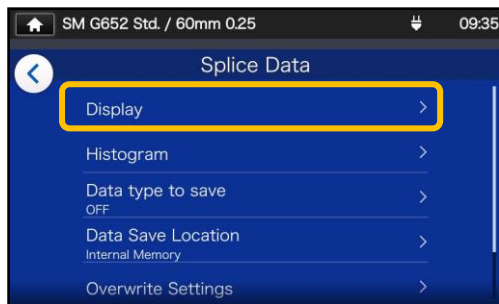 SM G652 Std. / 60mm 0.25 09:35
Splice Data
Display
Histogram
Data type to save
OFF
Data Save Location
Internal Memory
Overwrite Settings